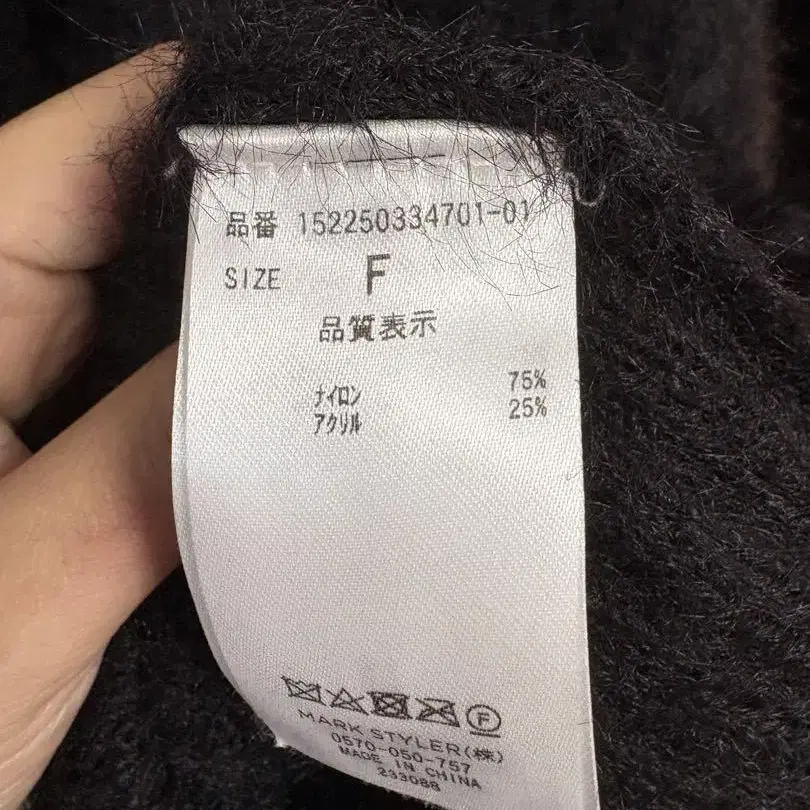 品番 152250334701-01
SIZE F
品質表示
ナイロン 75%
アクリル 25%
F
MARK STYLER(株)
0570-050-757
MADE IN CHINA
233088